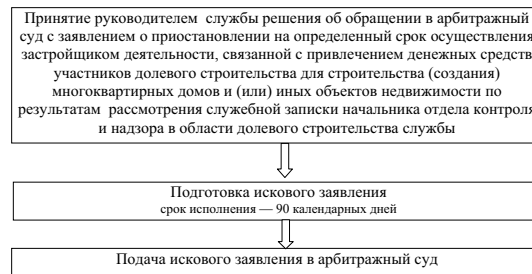 Принятие руководителем службы решения об обращении в арбитражный
суд с заявлением о приостановлении на определенный срок осуществления
застройщиком деятельности, связанной с привлечением денежных средств
участников долевого строительства для строительства (создания)
многоквартирных домов и (или) иных объектов недвижимости по
результатам рассмотрения служебной записки начальника отдела контроля
и надзора в области долевого строительства службы
Подготовка искового заявления
срок исполнения — 90 календарных дней
Подача искового заявления в арбитражный суд